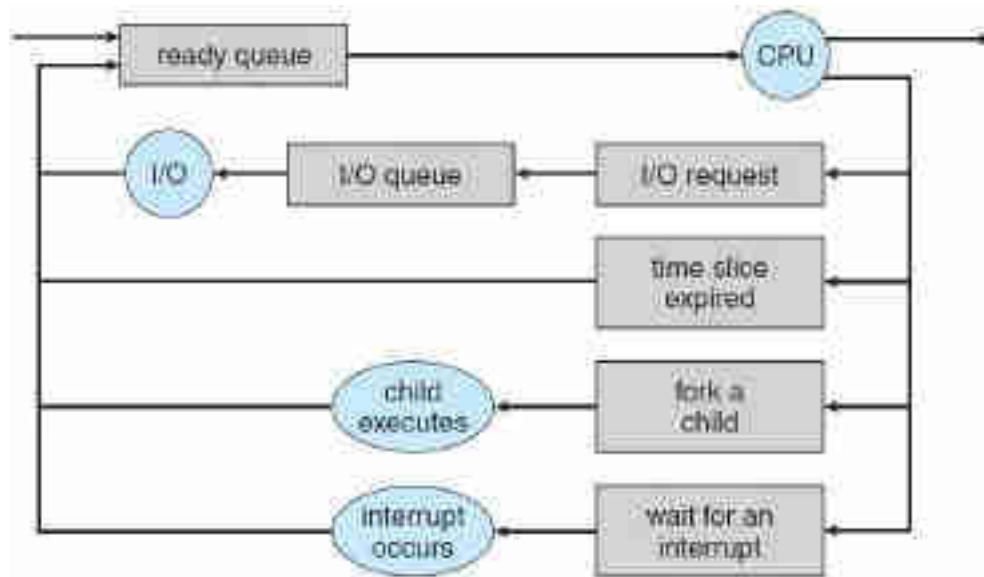 ready queue
CPU
I/O
I/O queue
I/O request
time slice
expired
child
executes
fork a
child
interrupt
occurs
wait for an
interrupt